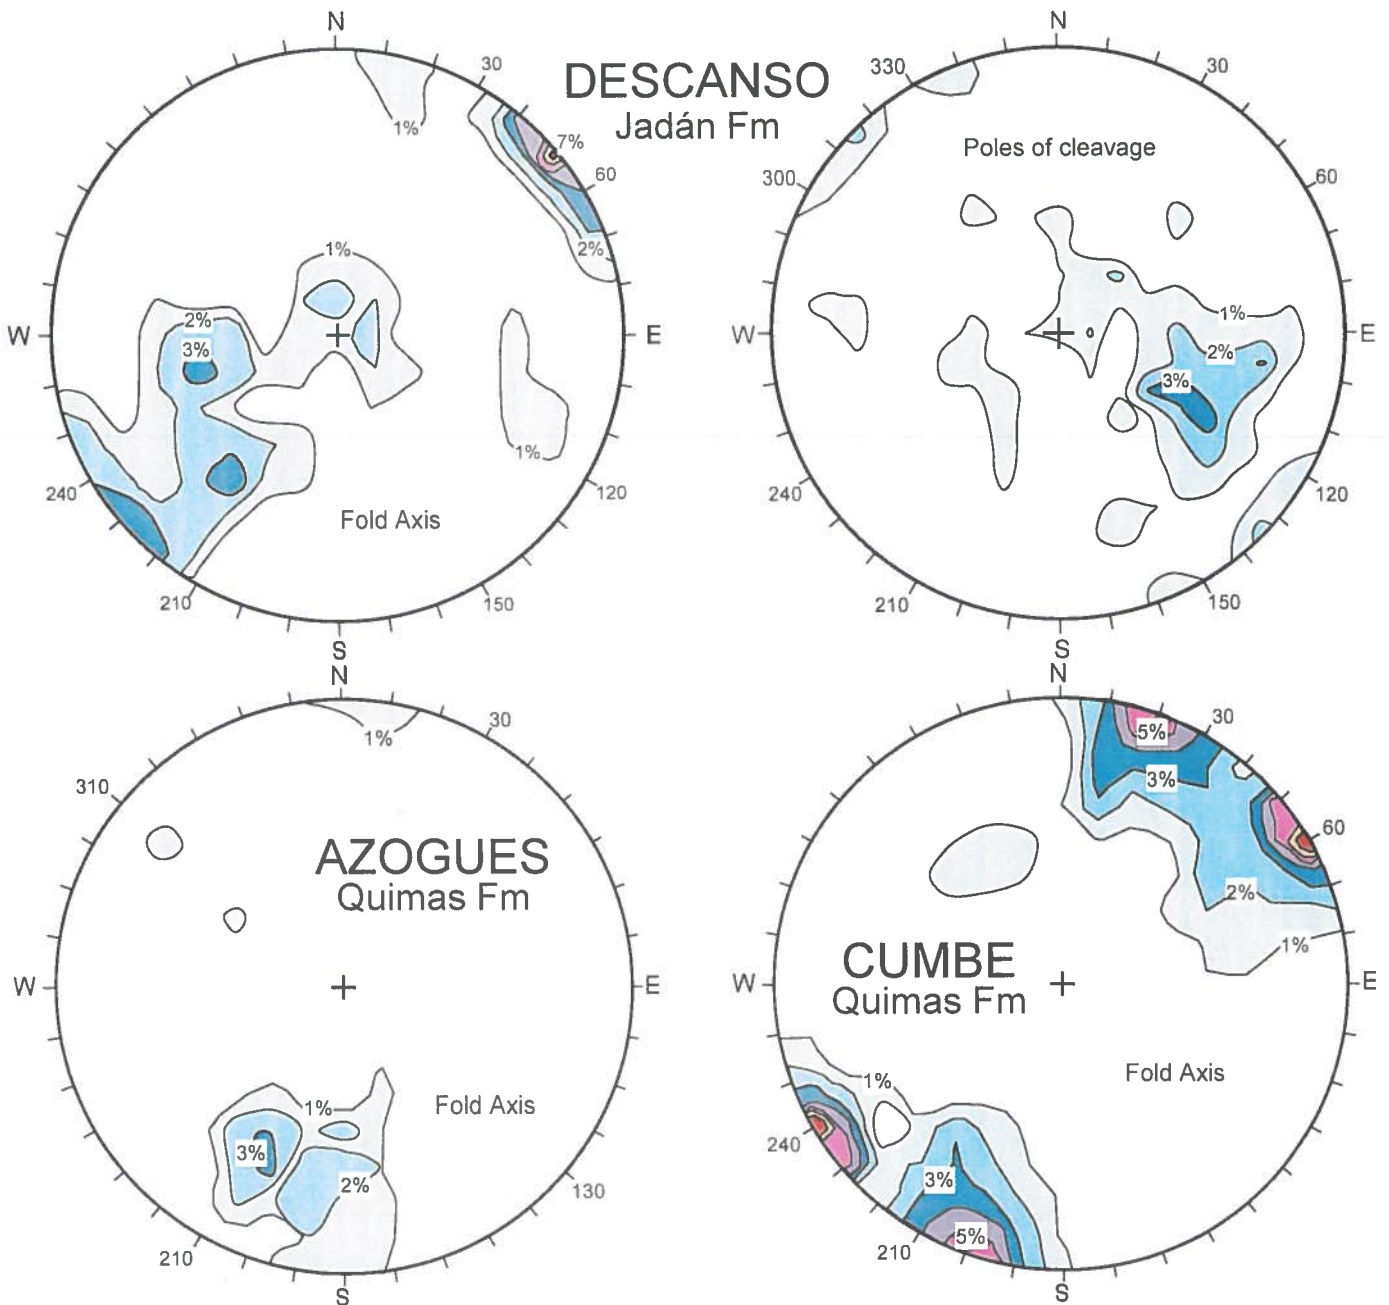 N
30
DESCANSO
Jadán Fm
1%
7%
60
2%
1%
2%
3%
W
E
1%
240
Fold Axis
120
210
150
S
N
330
30
Poles of cleavage
300
60
1%
2%
3%
W
E
240
120
210
150
S
N
30
1%
310
AZOGUES
Quimas Fm
W
E
1%
Fold Axis
3%
2%
130
210
S
N
30
5%
3%
60
2%
1%
CUMBE
Quimas Fm
W
E
1%
Fold Axis
240
3%
5%
210
S